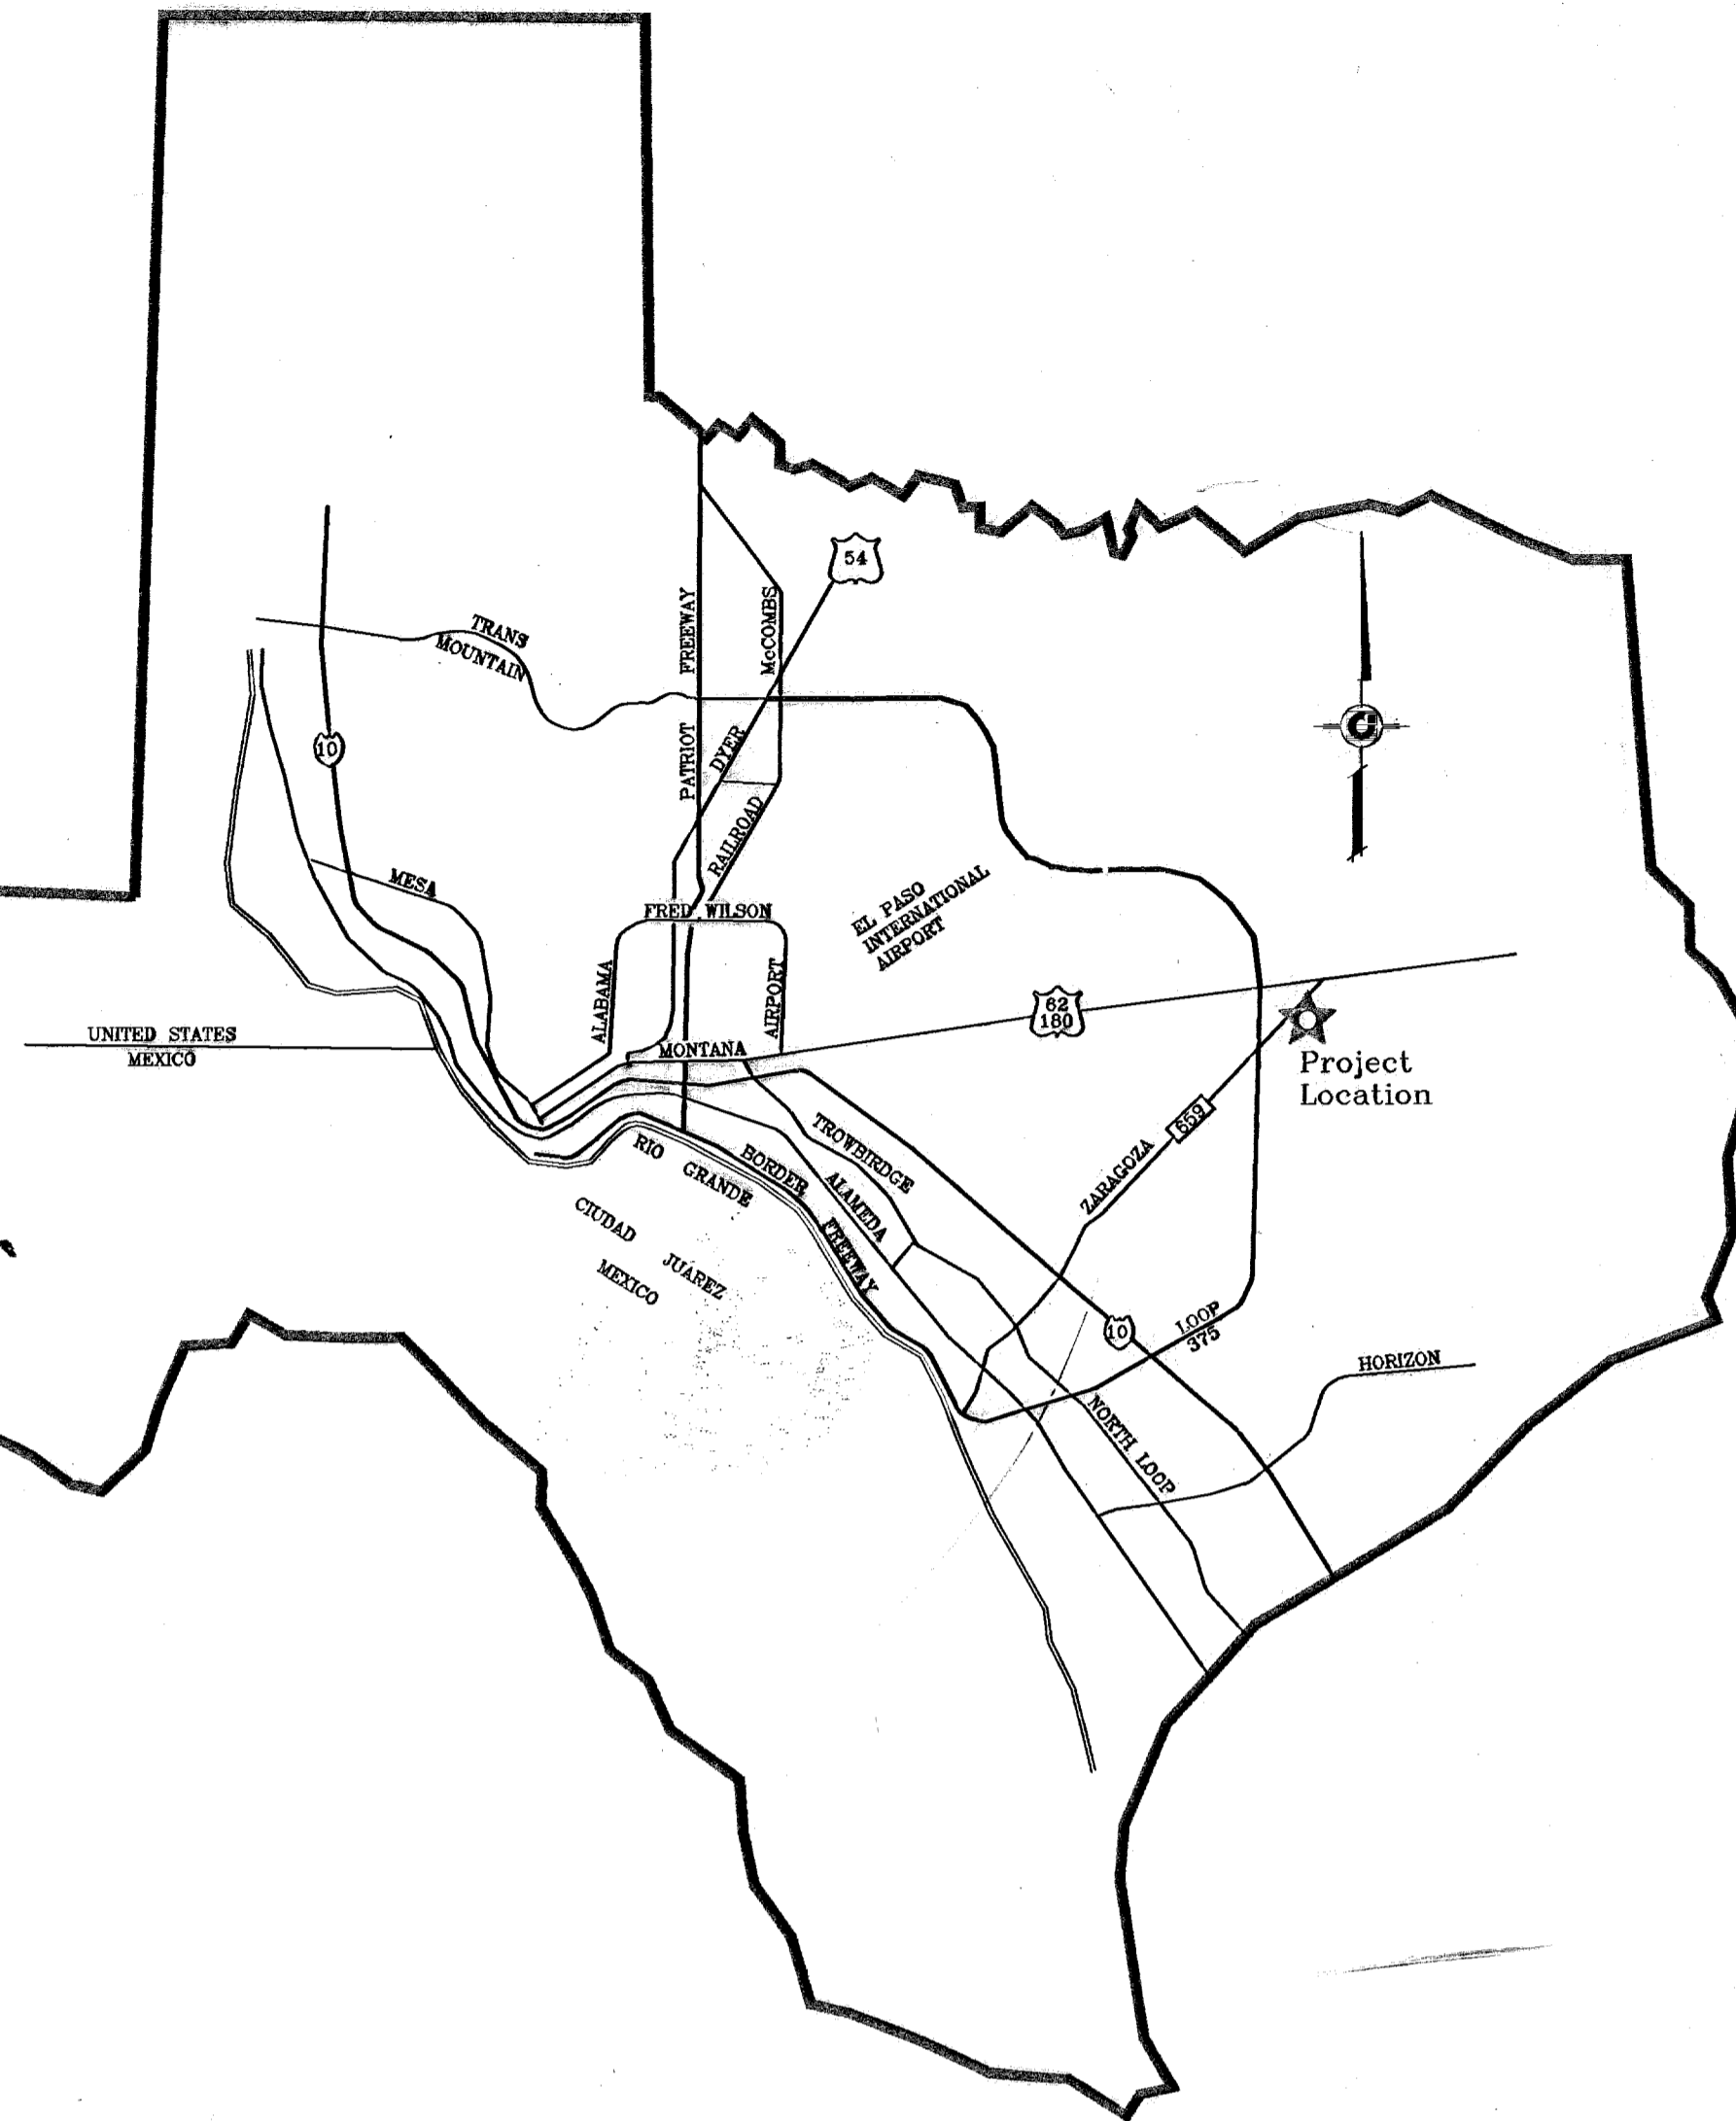 54
TRANS
MOUNTAIN
FREEWAY
McCOMBS
10
PATRIOT
DYER
RAILROAD
MESA
FRED WILSON
EL PASO
INTERNATIONAL
AIRPORT
ALABAMA
AIRPORT
62
180
UNITED STATES
MEXICO
MONTANA
Project
Location
659
TROWBIRDGE
ZARAGOZA
RIO GRANDE
BORDER FREEWAY
ALAMEDA
CIUDAD JUÁREZ
MEXICO
10
LOOP
375
HORIZON
NORTH LOOP